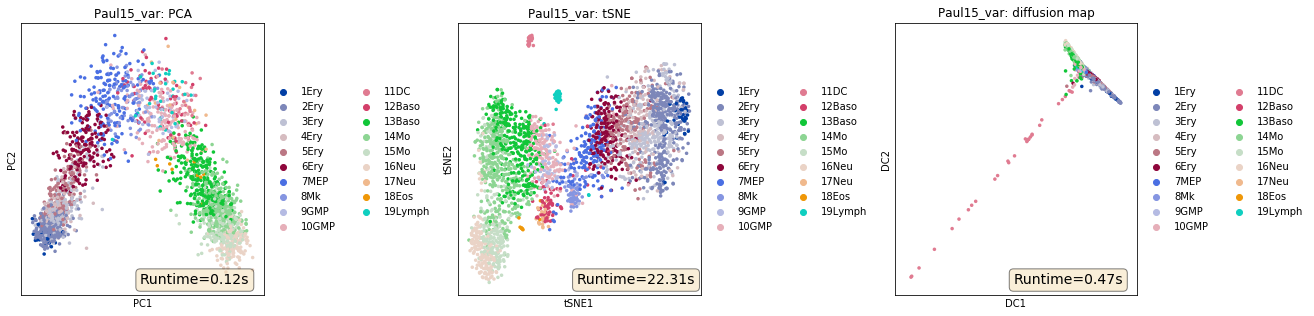 Paul15_var: PCA
PC2
PC1
Runtime=0.12s
1Ery
2Ery
3Ery
4Ery
5Ery
6Ery
7MEP
8Mk
9GMP
10GMP
11DC
12Baso
13Baso
14Mo
15Mo
16Neu
17Neu
18Eos
19Lymph
Paul15_var: tSNE
tSNE2
tSNE1
Runtime=22.31s
1Ery
2Ery
3Ery
4Ery
5Ery
6Ery
7MEP
8Mk
9GMP
10GMP
11DC
12Baso
13Baso
14Mo
15Mo
16Neu
17Neu
18Eos
19Lymph
Paul15_var: diffusion map
DC2
DC1
Runtime=0.47s
1Ery
2Ery
3Ery
4Ery
5Ery
6Ery
7MEP
8Mk
9GMP
10GMP
11DC
12Baso
13Baso
14Mo
15Mo
16Neu
17Neu
18Eos
19Lymph